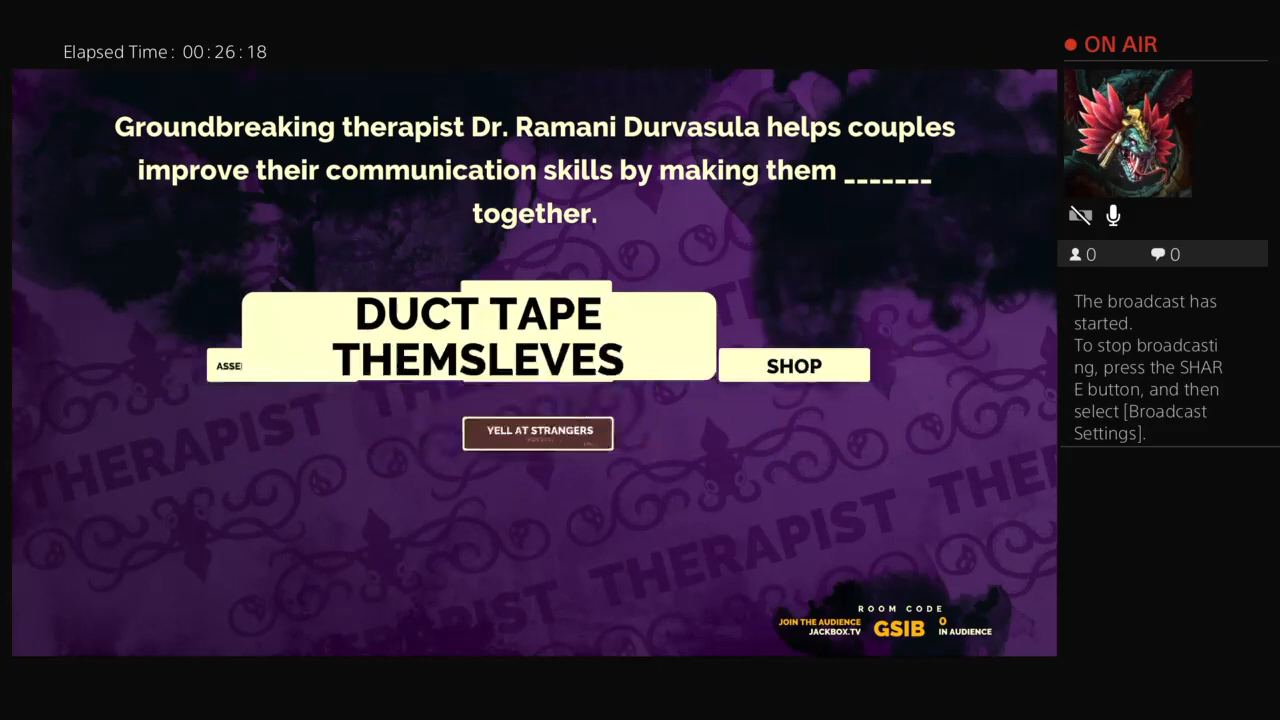 Elapsed Time: 00:26:18
ON AIR
Groundbreaking therapist Dr. Ramani Durvasula helps couples
improve their communication skills by making them _______
together.
DUCT TAPE
THEMSLEVES
ASSE
SHOP
YELL AT STRANGERS
0
0
The broadcast has
started.
To stop broadcasti
ng, press the SHAR
E button, and then
select [Broadcast
Settings].
THERAPIST
THERAPIST
THERAPIST
ROOM CODE
JOIN THE AUDIENCE
JACKBOX.TV
GSIB
0
IN AUDIENCE